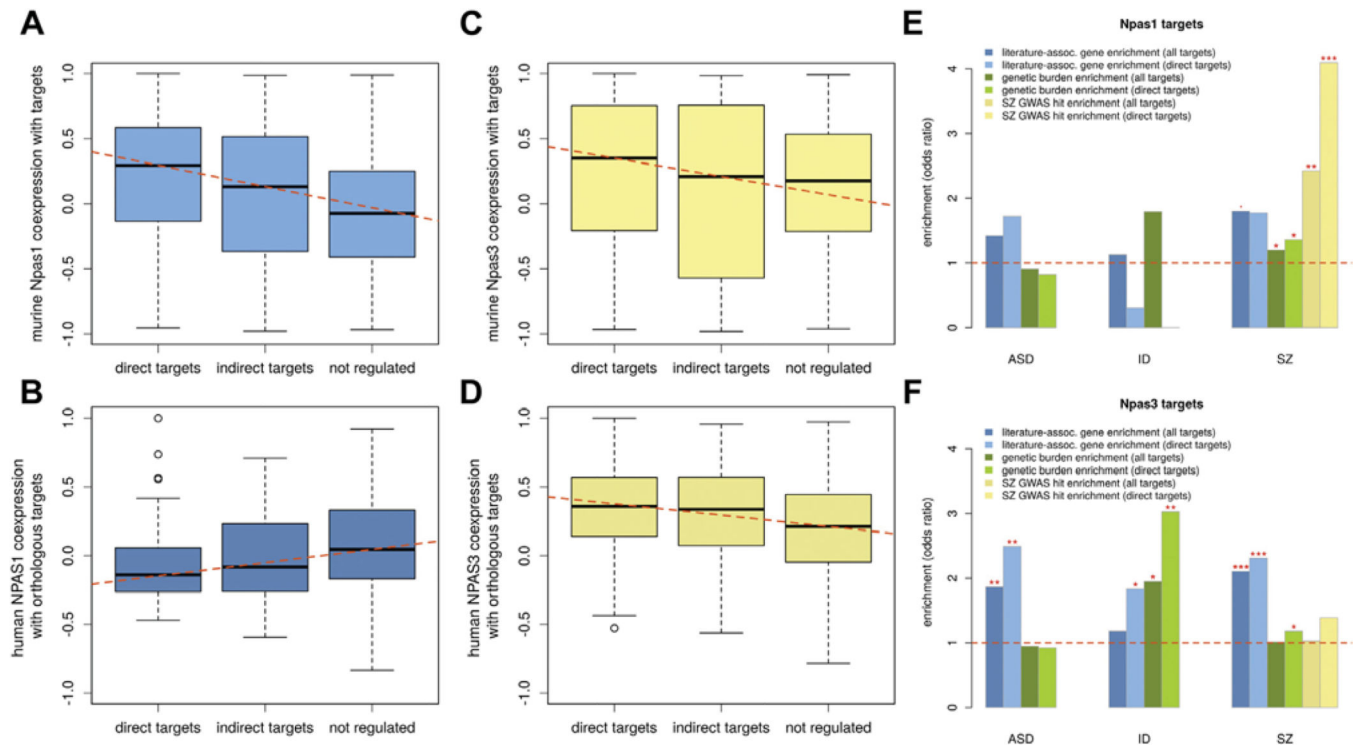 A
murine Npas1 coexpression with targets
1.0
0.5
0.0
-0.5
-1.0
direct targets
indirect targets
not regulated
B
human NPAS1 coexpression
with orthologous targets
1.0
0.5
0.0
-0.5
-1.0
direct targets
indirect targets
not regulated
C
murine Npas3 coexpression with targets
1.0
0.5
0.0
-0.5
-1.0
direct targets
indirect targets
not regulated
D
human NPAS3 coexpression
with orthologous targets
1.0
0.5
0.0
-0.5
-1.0
direct targets
indirect targets
not regulated
E
Npas1 targets
literature-assoc. gene enrichment (all targets)
literature-assoc. gene enrichment (direct targets)
genetic burden enrichment (all targets)
genetic burden enrichment (direct targets)
SZ GWAS hit enrichment (all targets)
SZ GWAS hit enrichment (direct targets)
enrichment (odds ratio)
4
3
2
1
0
*
*
**
***
ASD
ID
SZ
F
Npas3 targets
literature-assoc. gene enrichment (all targets)
literature-assoc. gene enrichment (direct targets)
genetic burden enrichment (all targets)
genetic burden enrichment (direct targets)
SZ GWAS hit enrichment (all targets)
SZ GWAS hit enrichment (direct targets)
enrichment (odds ratio)
4
3
2
1
0
**
**
*
*
**
***
***
*
ASD
ID
SZ